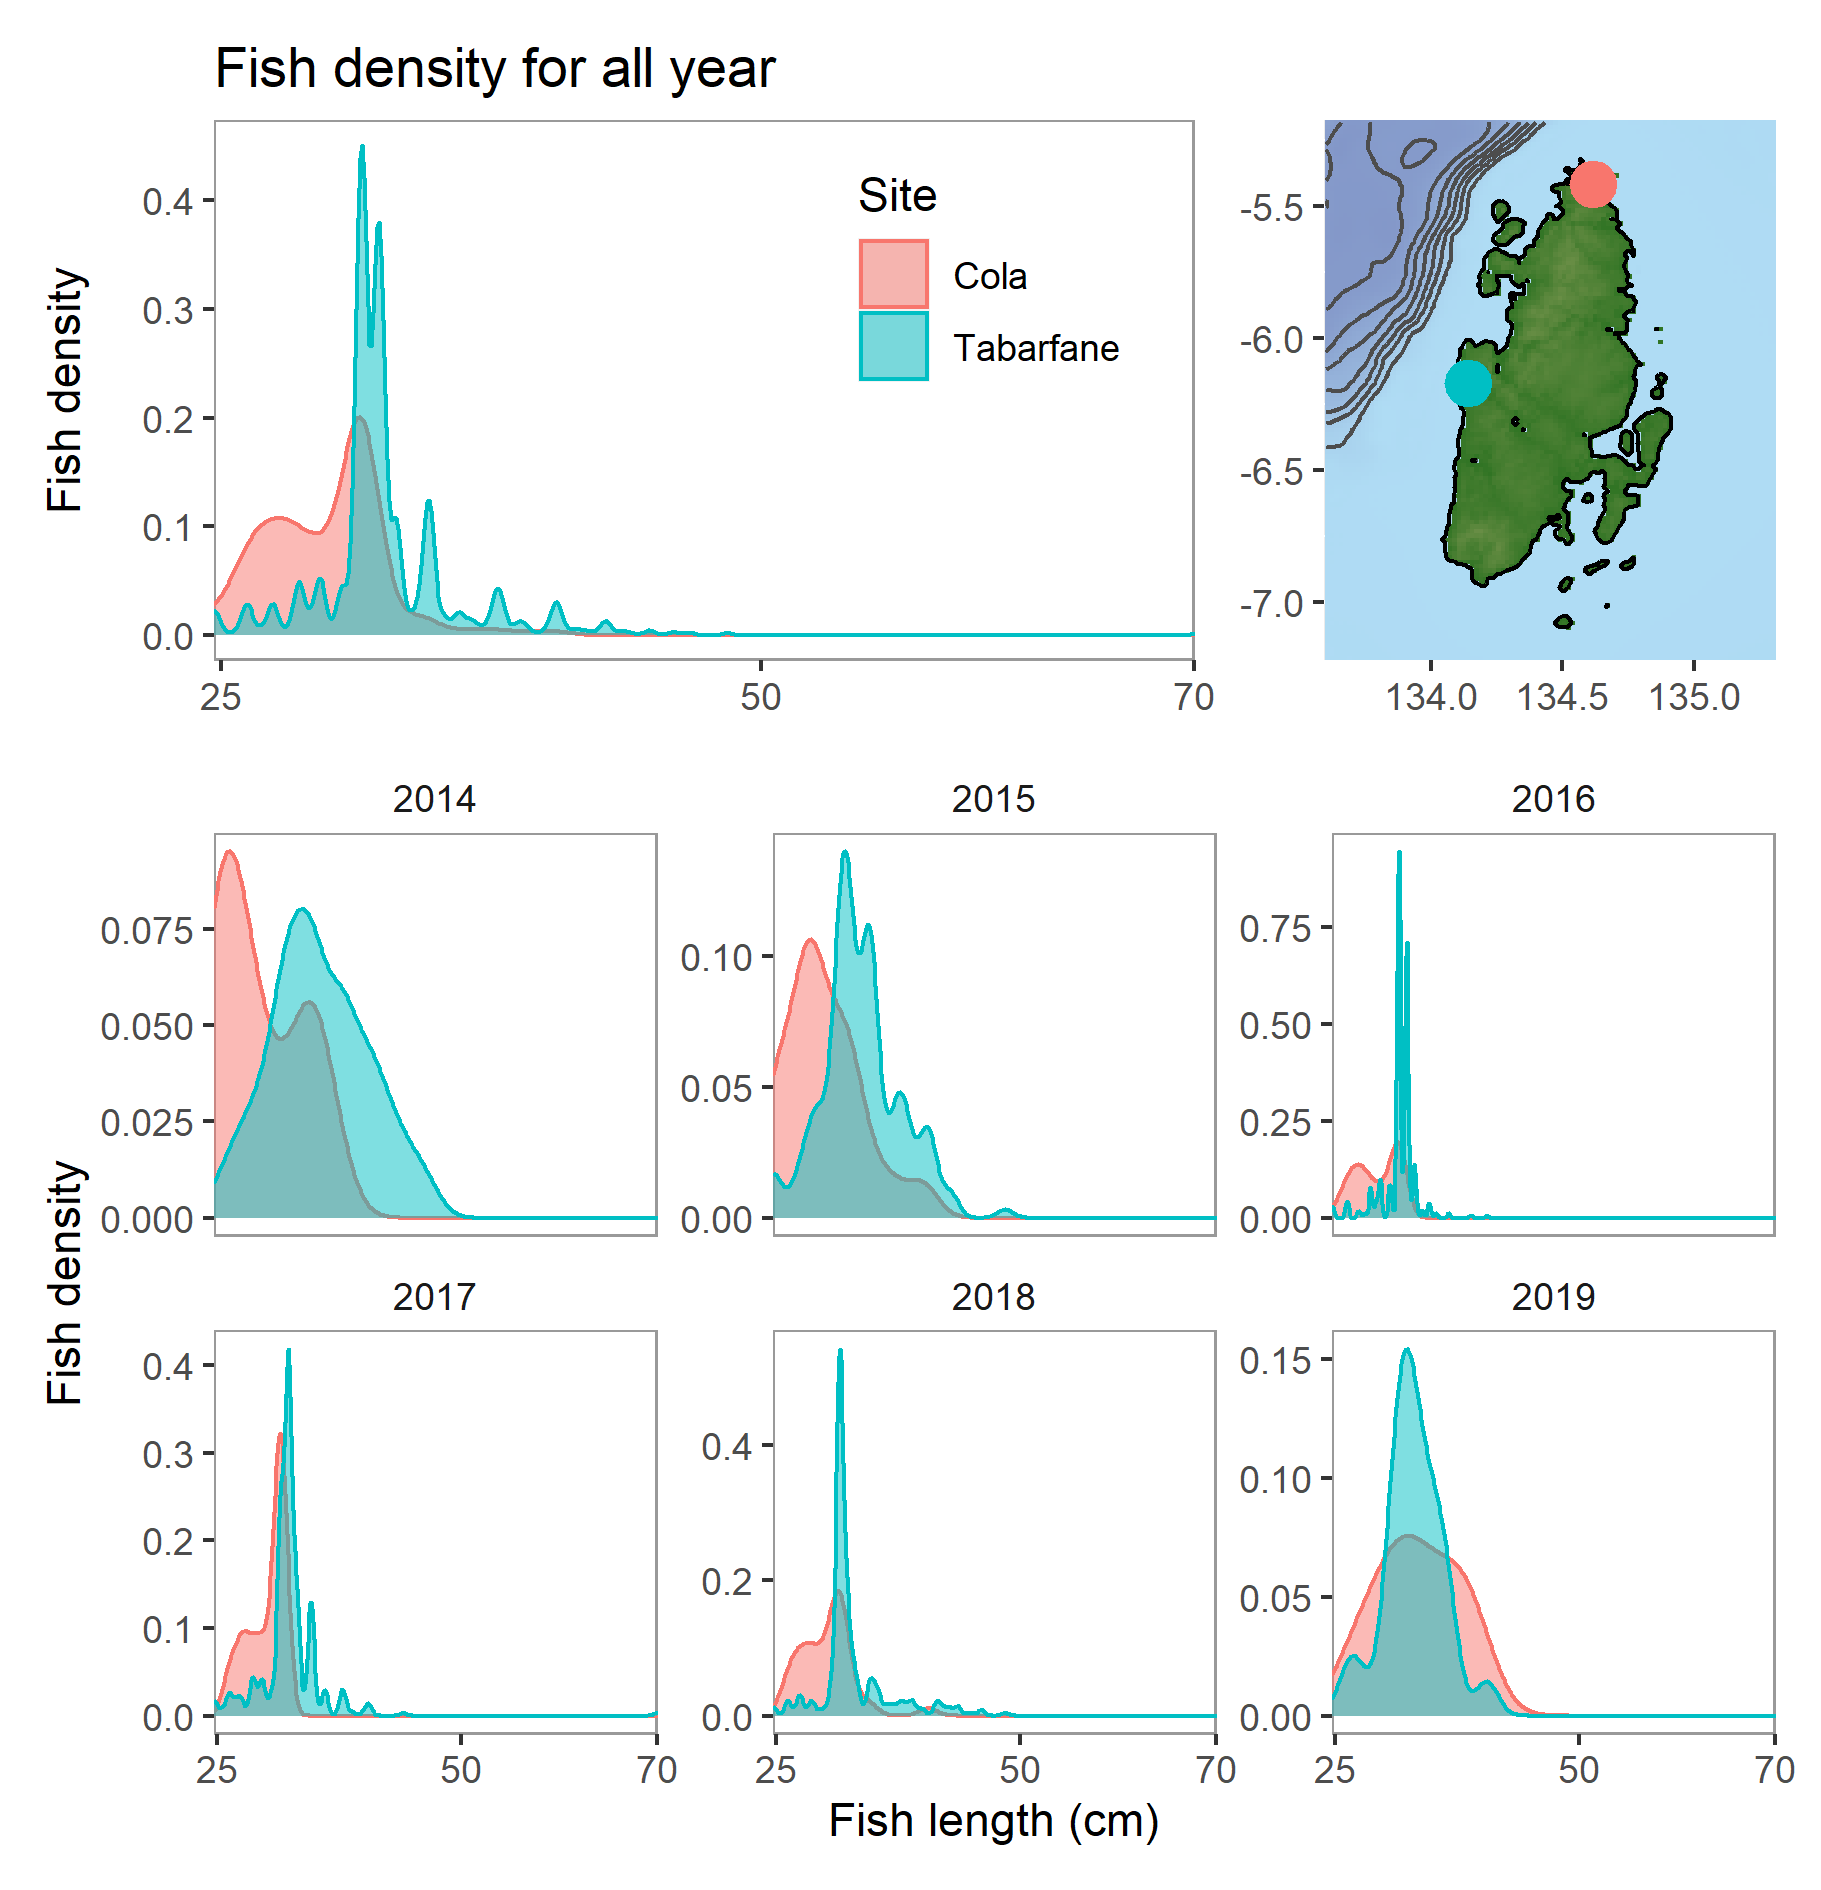 Fish density for all year
Fish density
0.4
0.3
0.2
0.1
0.0
25 50 70
Site
Cola
Tabarfane
-5.5
-6.0
-6.5
-7.0
134.0 134.5 135.0
2014 2015 2016
0.075
0.050
0.025
0.000
0.10
0.05
0.00
0.75
0.50
0.25
0.00
Fish density
2017 2018 2019
0.4
0.3
0.2
0.1
0.0
0.4
0.2
0.0
0.15
0.10
0.05
0.00
25 50 70 25 50 70 25 50 70
Fish length (cm)